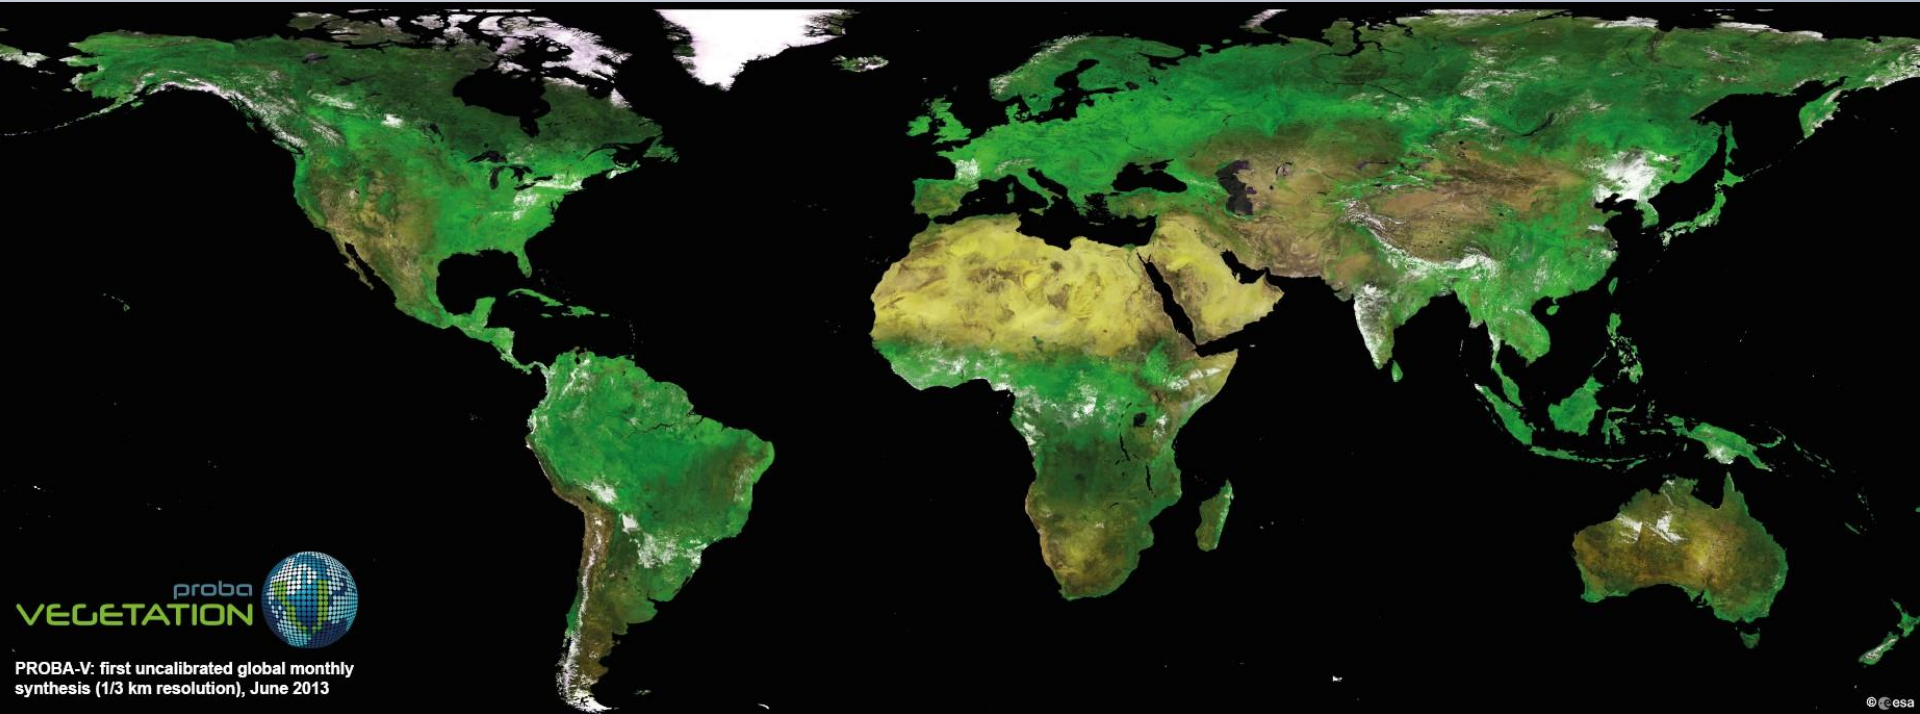 proba
VEGETATION
PROBA-V: first uncalibrated global monthly
synthesis (1/3 km resolution), June 2013
© esa